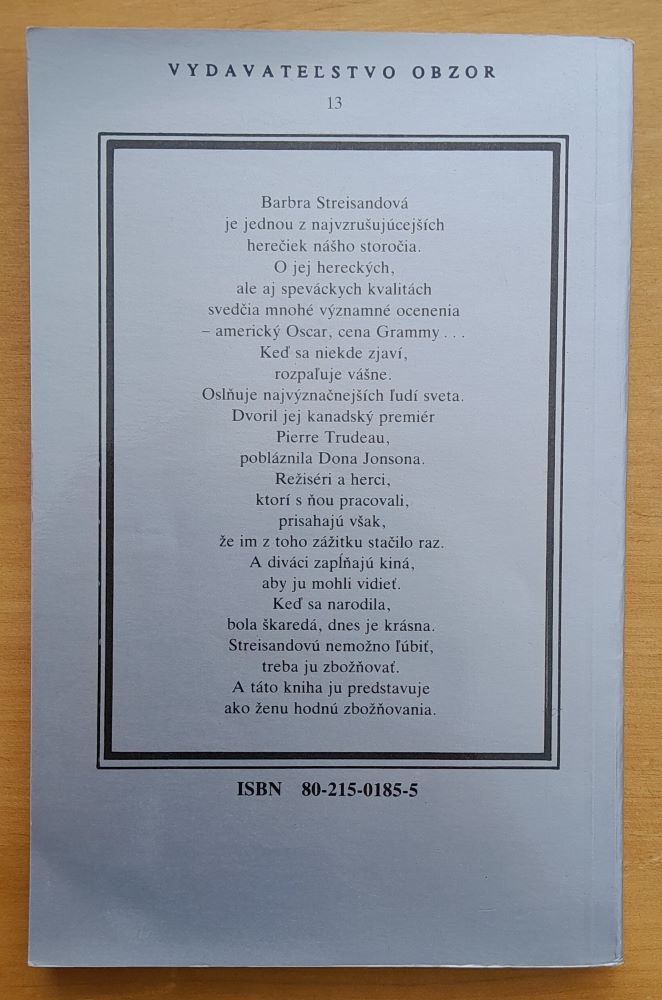 VYDAVATEĽSTVO OBZOR
13
Barbra Streisandová
je jednou z najvzrušujúcejších
herečiek nášho storočia.
O jej hereckých,
ale aj speváckych kvalitách
svedčia mnohé významné ocenenia
– americký Oscar, cena Grammy . . .
Keď sa niekde zjaví,
rozpaľuje vášne.
Oslňuje najvýznačnejších ľudí sveta.
Dvoril jej kanadský premiér
Pierre Trudeau,
pobláznila Dona Jonsona.
Režiséri a herci,
ktorí s ňou pracovali,
prisahajú však,
že im z toho zážitku stačilo raz.
A diváci zapĺňajú kiná,
aby ju mohli vidieť.
Keď sa narodila,
bola škaredá, dnes je krásna.
Streisandovú nemožno ľúbiť,
treba ju zbožňovať.
A táto kniha ju predstavuje
ako ženu hodnú zbožňovania.
ISBN 80-215-0185-5